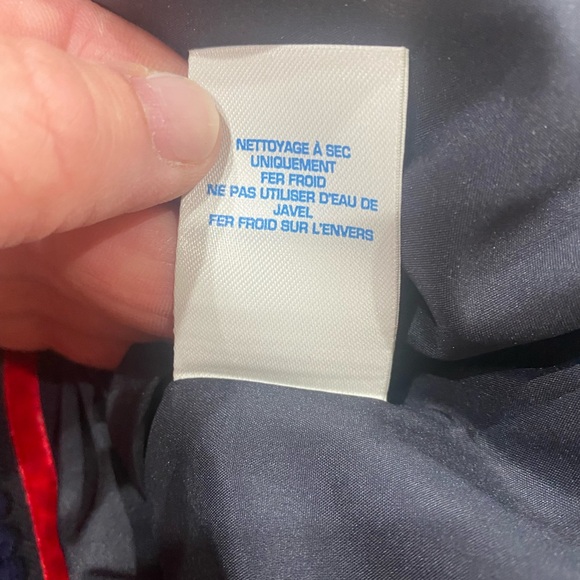 NETTOYAGE À SEC
UNIQUEMENT
FER FROID
NE PAS UTILISER D'EAU DE
JAVEL
FER FROID SUR L'ENVERS